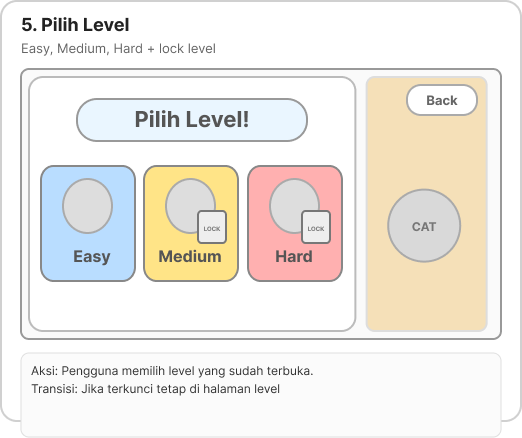 5. Pilih Level
Easy, Medium, Hard + lock level
Pilih Level!
Back
Easy
LOCK
Medium
LOCK
Hard
CAT
Aksi: Pengguna memilih level yang sudah terbuka.
Transisi: Jika terkunci tetap di halaman level